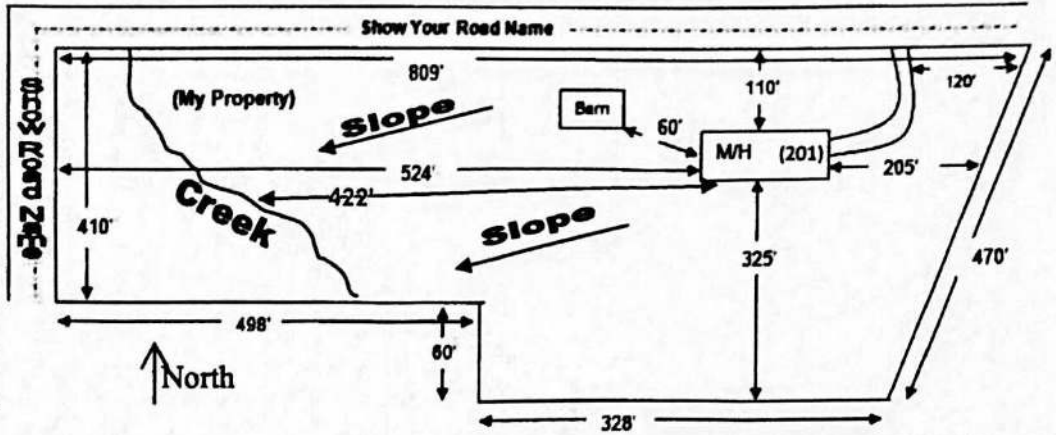 Show Your Road Name
809'
110'
120'
(My Property)
Slope
Barn
60'
M/H (201)
Show Road Name
524'
205'
422'
Creek
410'
Slope
325'
470'
498'
60'
North
328'